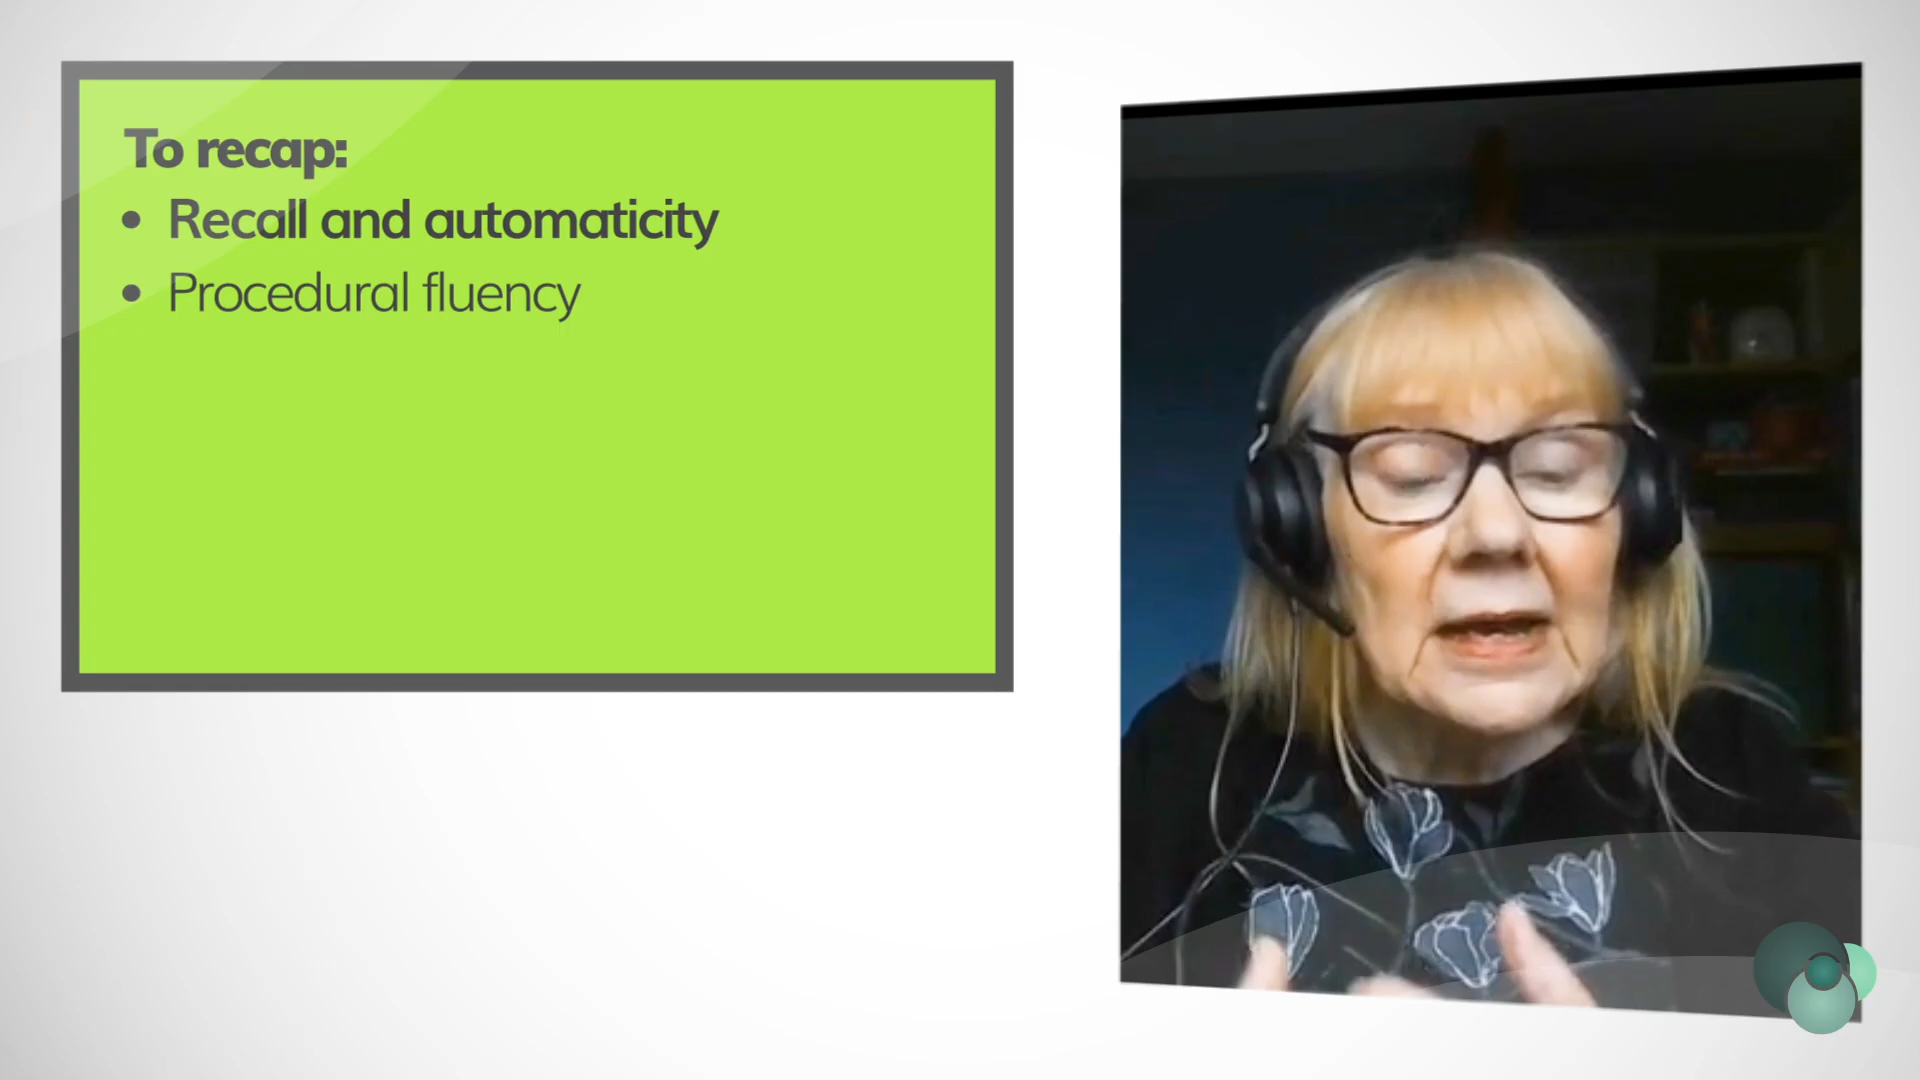 To recap:
• Recall and automaticity
• Procedural fluency